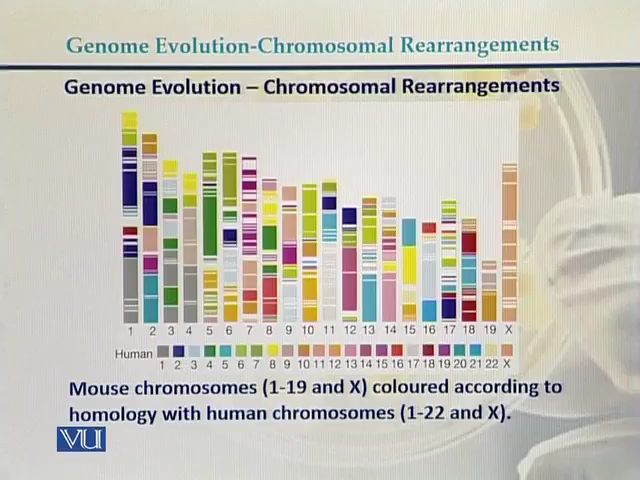 Genome Evolution-Chromosomal Rearrangements
Genome Evolution – Chromosomal Rearrangements
1 2 3 4 5 6 7 8 9 10 11 12 13 14 15 16 17 18 19 X
Human
1 2 3 4 5 6 7 8 9 10 11 12 13 14 15 16 17 18 19 20 21 22 X
Mouse chromosomes (1-19 and X) coloured according to
homology with human chromosomes (1-22 and X).
VU